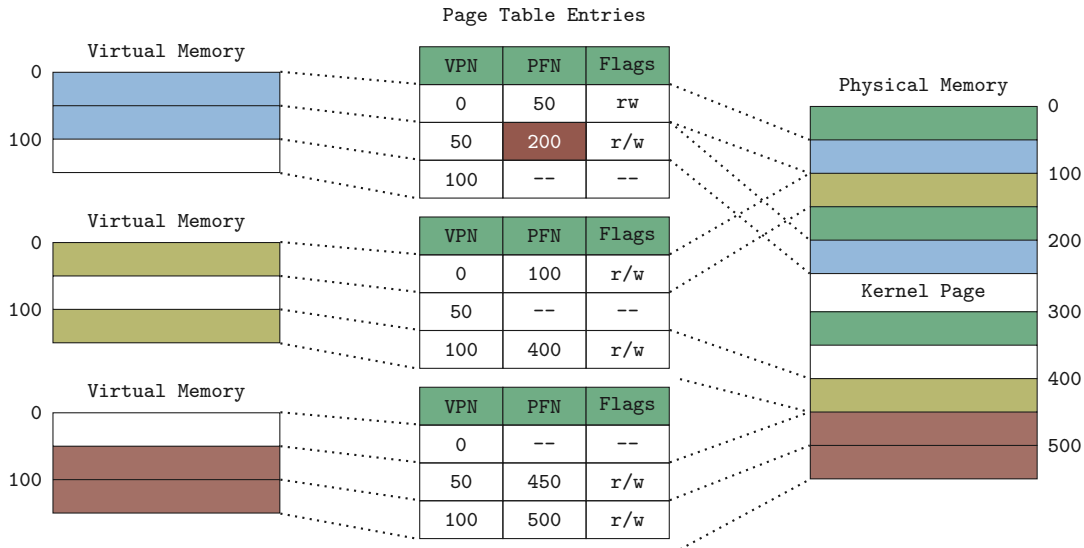 Page Table Entries
Virtual Memory
0
100
VPN PFN Flags
0 50 rw
50 200 r/w
100 -- --
Virtual Memory
0
100
VPN PFN Flags
0 100 r/w
50 -- --
100 400 r/w
Virtual Memory
0
100
VPN PFN Flags
0 -- --
50 450 r/w
100 500 r/w
Physical Memory
0
100
200
Kernel Page
300
400
500